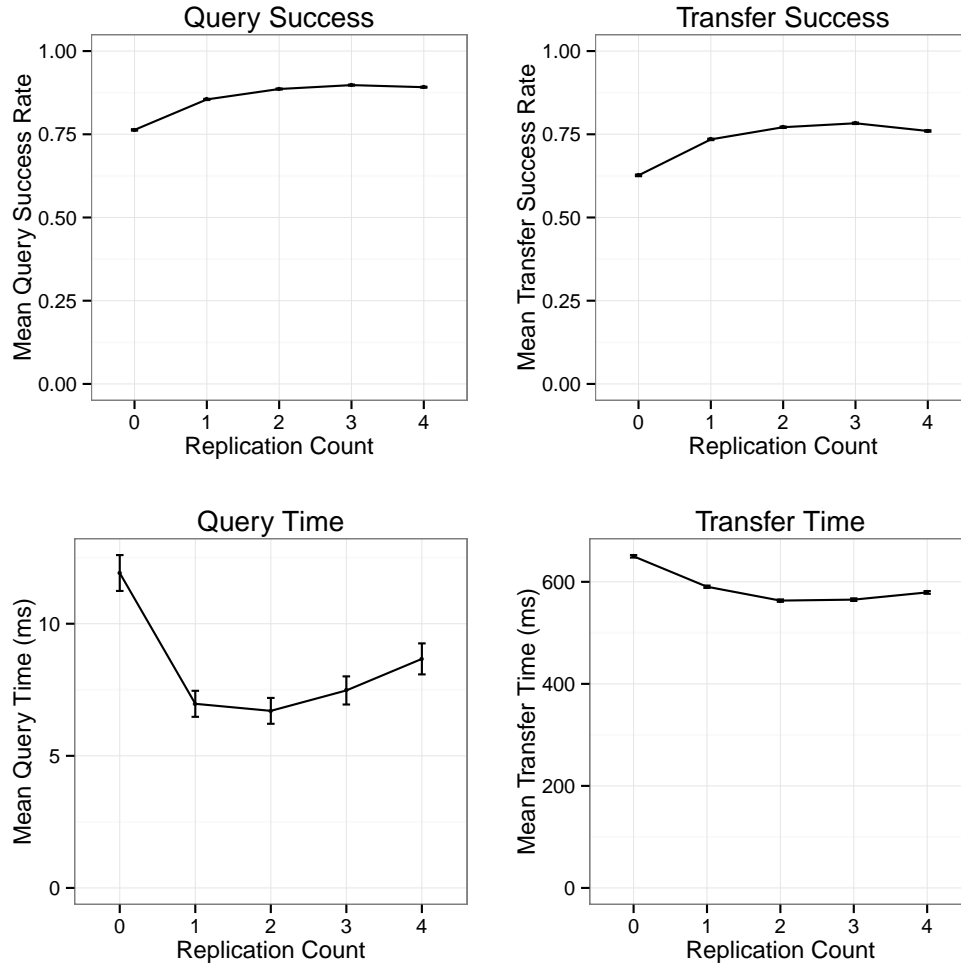 Query Success
Mean Query Success Rate
1.00
0.75
0.50
0.25
0.00
0 1 2 3 4
Replication Count
Transfer Success
Mean Transfer Success Rate
1.00
0.75
0.50
0.25
0.00
0 1 2 3 4
Replication Count
Query Time
Mean Query Time (ms)
10
5
0
0 1 2 3 4
Replication Count
Transfer Time
Mean Transfer Time (ms)
600
400
200
0
0 1 2 3 4
Replication Count